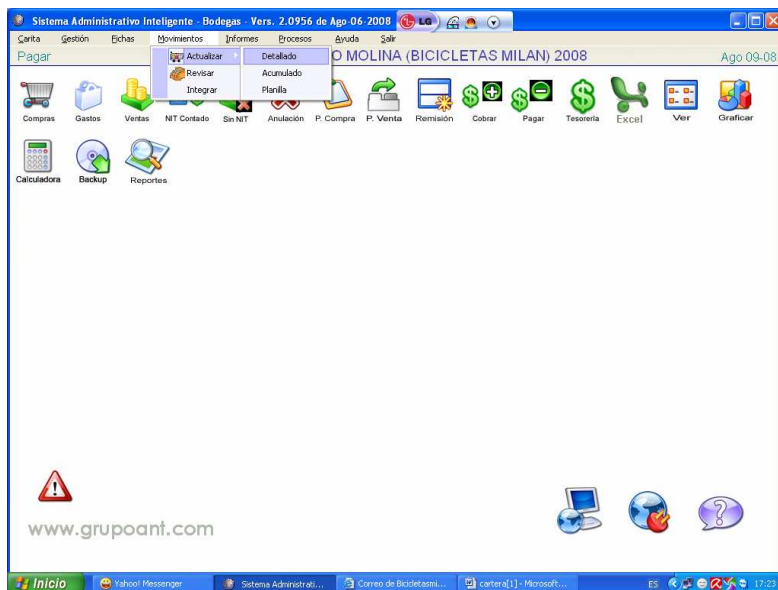 Sistema Administrativo Inteligente - Bodegas - Vers. 2.0956 de Ago-06-2008
LG
Carita Gestión Fichas Movimientos Informes Procesos Ayuda Salir
Pagar
O MOLINA (BICICLETAS MILAN) 2008
Ago 09-08
Actualizar
Revisar
Integrar
Detallado
Acumulado
Planilla
Compras Gastos Ventas NIT Contado Sin NIT Anulación P. Compra P. Venta Remisión Cobrar Pagar Tesoreria Excel Ver Graficar
Calculadora Backup Reportes
www.grupoant.com
Inicio Yahoo! Messenger Sistema Administrati... Correo de Bicicletasmi... cartera[1] - Microsoft... ES 17:23